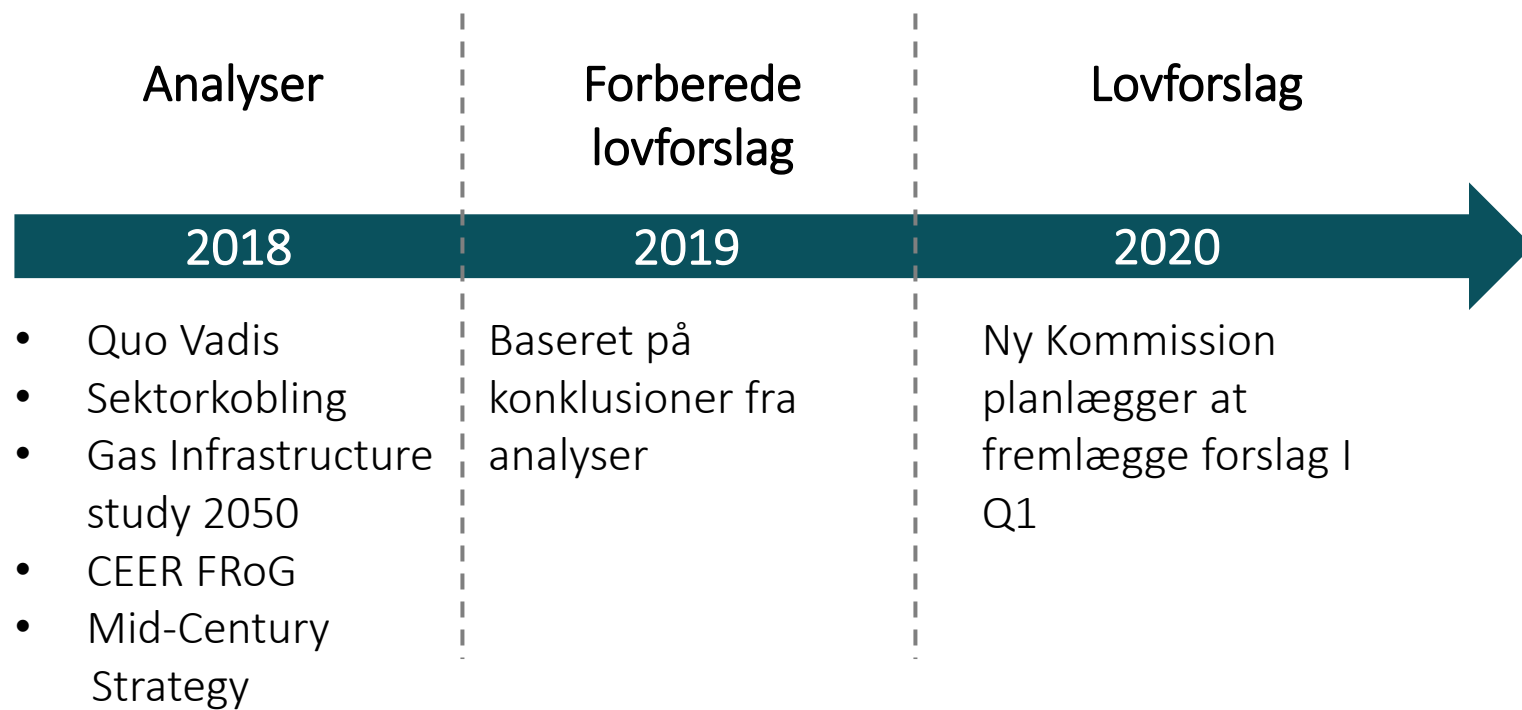 Analyser
Forberede
lovforslag
Lovforslag
2018
2019
2020
• Quo Vadis
• Sektorkobling
• Gas Infrastructure
study 2050
• CEER FRoG
• Mid-Century
Strategy
Baseret på
konklusioner fra
analyser
Ny Kommission
planlægger at
fremlægge forslag I
Q1